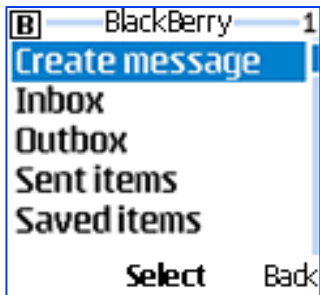 B BlackBerry 1
Create message
Inbox
Outbox
Sent items
Saved items
Select Back